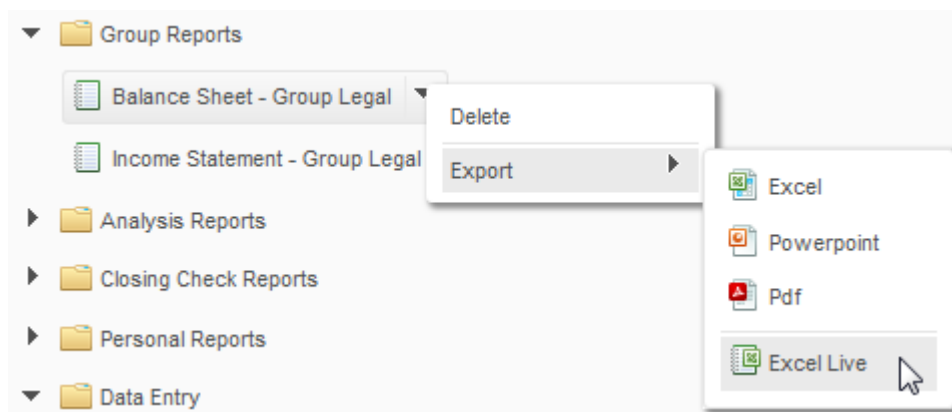 Group Reports
Balance Sheet - Group Legal
Delete
Income Statement - Group Legal
Export
Excel
Analysis Reports
Powerpoint
Closing Check Reports
Pdf
Personal Reports
Excel Live
Data Entry